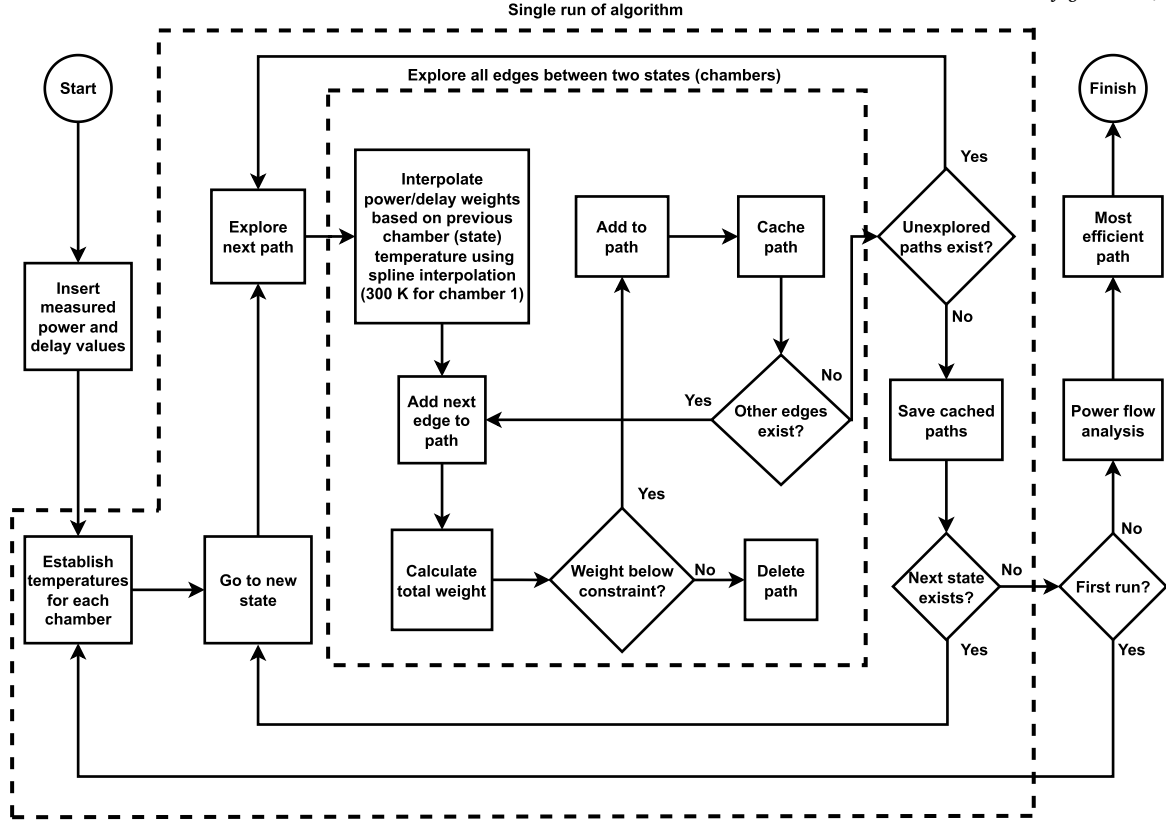 Single run of algorithm
Start
Explore all edges between two states (chambers)
Finish
Yes
Interpolate
power/delay weights
based on previous
chamber (state)
temperature using
spline interpolation
(300 K for chamber 1)
Explore
next path
Add to
path
Cache
path
Unexplored
paths exist?
Most
efficient
path
Insert
measured
power and
delay values
No
No
Yes
Add next
edge to
path
Other edges
exist?
Save cached
paths
Power flow
analysis
Yes
No
Establish
temperatures
for each
chamber
Go to new
state
Calculate
total weight
Weight below
constraint?
No
Delete
path
Next state
exists?
No
First run?
Yes
Yes